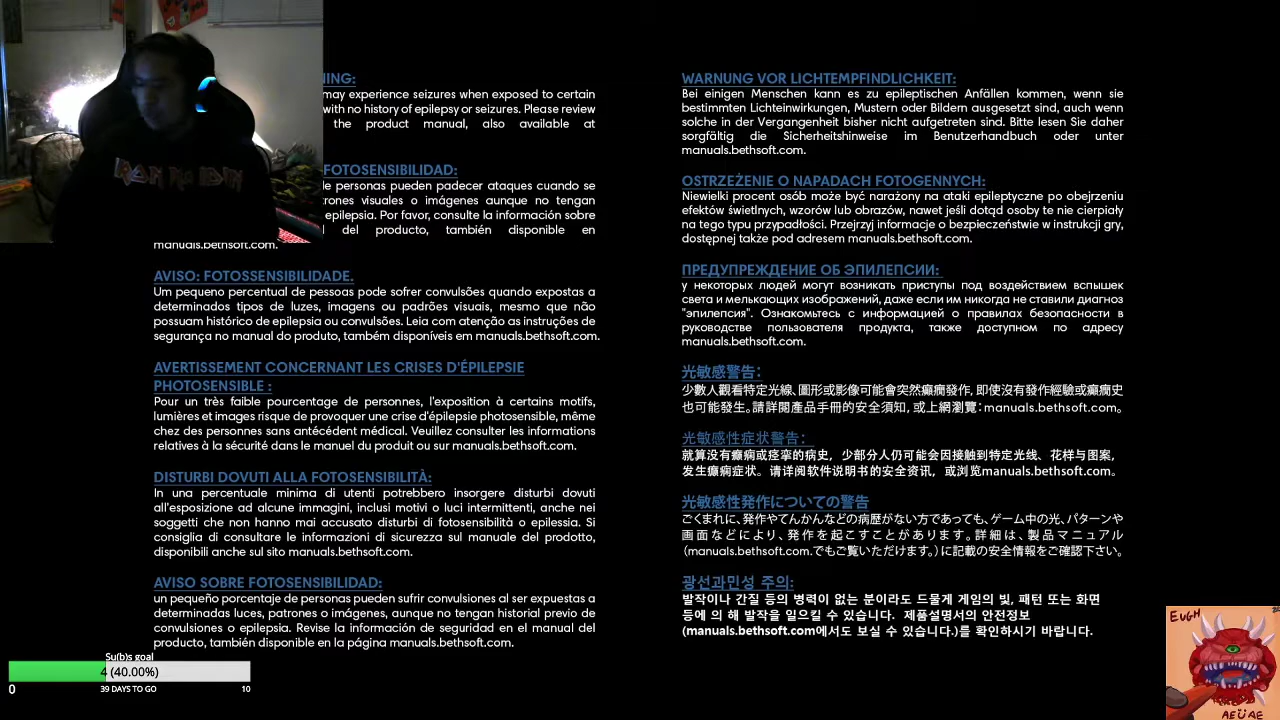 IRON MAIDEN
NING:
may experience seizures when exposed to certain
with no history of epilepsy or seizures. Please review
the product manual, also available at
FOTOSENSIBILIDAD:
de personas pueden padecer ataques cuando se
trones visuales o imágenes aunque no tengan
epilepsia. Por favor, consulte la información sobre
del producto, también disponible en
manuals.bethsoft.com.
AVISO: FOTOSSENSIBILIDADE.
Um pequeno percentual de pessoas pode sofrer convulsões quando expostas a
determinados tipos de luzes, imagens ou padrões visuais, mesmo que não
possuam histórico de epilepsia ou convulsões. Leia com atenção as instruções de
segurança no manual do produto, também disponíveis em manuals.bethsoft.com.
AVERTISSEMENT CONCERNANT LES CRISES D'ÉPILEPSIE
PHOTOSENSIBLE :
Pour un très faible pourcentage de personnes, l'exposition à certains motifs,
lumières et images risque de provoquer une crise d'épilepsie photosensible, même
chez des personnes sans antécédent médical. Veuillez consulter les informations
relatives à la sécurité dans le manuel du produit ou sur manuals.bethsoft.com.
DISTURBI DOVUTI ALLA FOTOSENSIBILITÀ:
In una percentuale minima di utenti potrebbero insorgere disturbi dovuti
all'esposizione ad alcune immagini, inclusi motivi o luci intermittenti, anche nei
soggetti che non hanno mai accusato disturbi di fotosensibilità o epilessia. Si
consiglia di consultare le informazioni di sicurezza sul manuale del prodotto,
disponibili anche sul sito manuals.bethsoft.com.
AVISO SOBRE FOTOSENSIBILIDAD:
un pequeño porcentaje de personas pueden sufrir convulsiones al ser expuestas a
determinadas luces, patrones o imágenes, aunque no tengan historial previo de
convulsiones o epilepsia. Revise la información de seguridad en el manual del
producto, también disponible en la página manuals.bethsoft.com.
WARNUNG VOR LICHTEMPFINDLICHKEIT:
Bei einigen Menschen kann es zu epileptischen Anfällen kommen, wenn sie
bestimmten Lichteinwirkungen, Mustern oder Bildern ausgesetzt sind, auch wenn
solche in der Vergangenheit bisher nicht aufgetreten sind. Bitte lesen Sie daher
sorgfältig die Sicherheitshinweise im Benutzerhandbuch oder unter
manuals.bethsoft.com.
OSTRZEŻENIE O NAPADACH FOTOGENNYCH:
Niewielki procent osób może być narażony na ataki epileptyczne po obejrzeniu
efektów świetlnych, wzorów lub obrazów, nawet jeśli dotąd osoby te nie cierpiały
na tego typu przypadłości. Przejrzyj informacje o bezpieczeństwie w instrukcji gry,
dostępnej także pod adresem manuals.bethsoft.com.
ПРЕДУПРЕЖДЕНИЕ ОБ ЭПИЛЕПСИИ:
у некоторых людей могут возникать приступы под воздействием вспышек
света и мелькающих изображений, даже если им никогда не ставили диагноз
"эпилепсия". Ознакомьтесь с информацией о правилах безопасности в
руководстве пользователя продукта, также доступном по адресу
manuals.bethsoft.com.
光敏感警告：
少數人觀看特定光線、圖形或影像可能會突然癲癇發作，即使沒有發作經驗或癲癇史
也可能發生。請詳閱產品手冊的安全須知，或上網瀏覽：manuals.bethsoft.com。
光敏感性症状警告：
就算没有癫痫或痉挛的病史，少部分人仍可能会因接触到特定光线、花样与图案，
发生癫痫症状。请详阅软件说明书的安全资讯，或浏览manuals.bethsoft.com。
光敏感性発作についての警告
ごくまれに、発作やてんかんなどの病歴がない方であっても、ゲーム中の光、パターンや
画面などにより、発作を起こすことがあります。詳細は、製品マニュアル
（manuals.bethsoft.comでもご覧いただけます。）に記載の安全情報をご確認下さい。
광선과민성 주의:
발작이나 간질 등의 병력이 없는 분이라도 드물게 게임의 빛, 패턴 또는 화면
등에 의 해 발작을 일으킬 수 있습니다. 제품설명서의 안전정보
(manuals.bethsoft.com에서도 보실 수 있습니다.)를 확인하시기 바랍니다.
Su(b)s goal
4 (40.00%)
0
39 DAYS TO GO
10
EUGH
AEÜAE